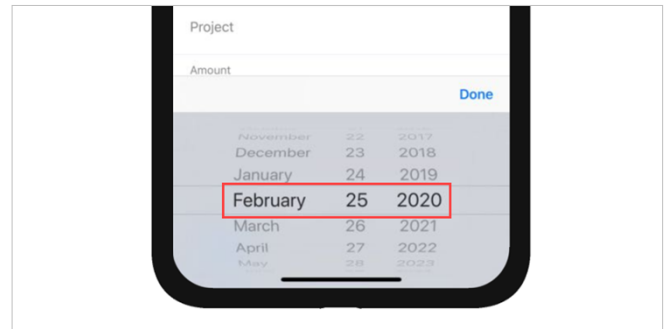 Project
Amount
Done
November 22 2017
December 23 2018
January 24 2019
February 25 2020
March 26 2021
April 27 2022
May 28 2023